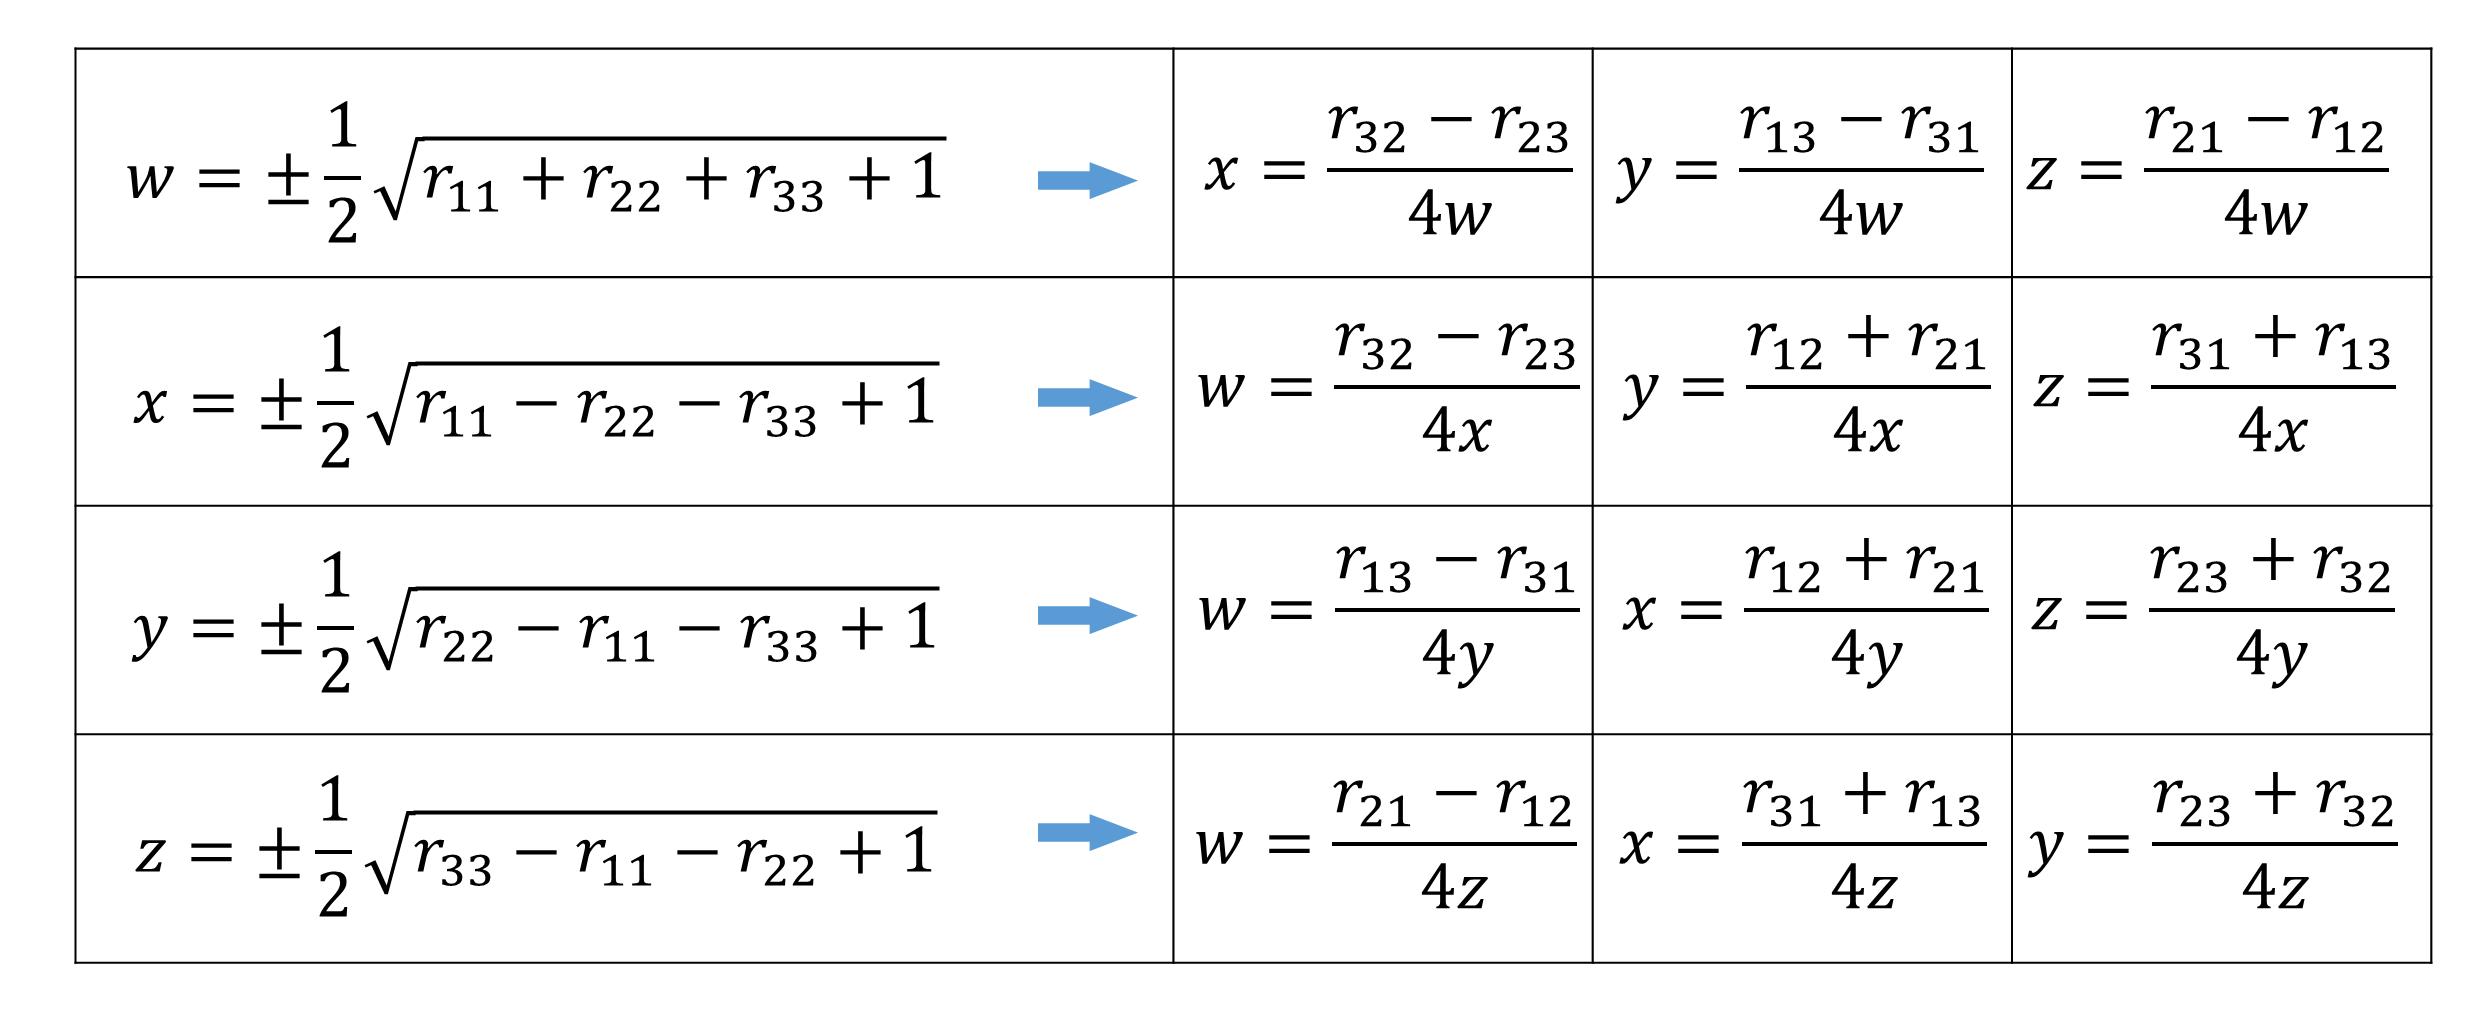 w = ± 1/2 √(r₁₁ + r₂₂ + r₃₃ + 1) x = (r₃₂ − r₂₃)/4w y = (r₁₃ − r₃₁)/4w z = (r₂₁ − r₁₂)/4w
x = ± 1/2 √(r₁₁ − r₂₂ − r₃₃ + 1) w = (r₃₂ − r₂₃)/4x y = (r₁₂ + r₂₁)/4x z = (r₃₁ + r₁₃)/4x
y = ± 1/2 √(r₂₂ − r₁₁ − r₃₃ + 1) w = (r₁₃ − r₃₁)/4y x = (r₁₂ + r₂₁)/4y z = (r₂₃ + r₃₂)/4y
z = ± 1/2 √(r₃₃ − r₁₁ − r₂₂ + 1) w = (r₂₁ − r₁₂)/4z x = (r₃₁ + r₁₃)/4z y = (r₂₃ + r₃₂)/4z